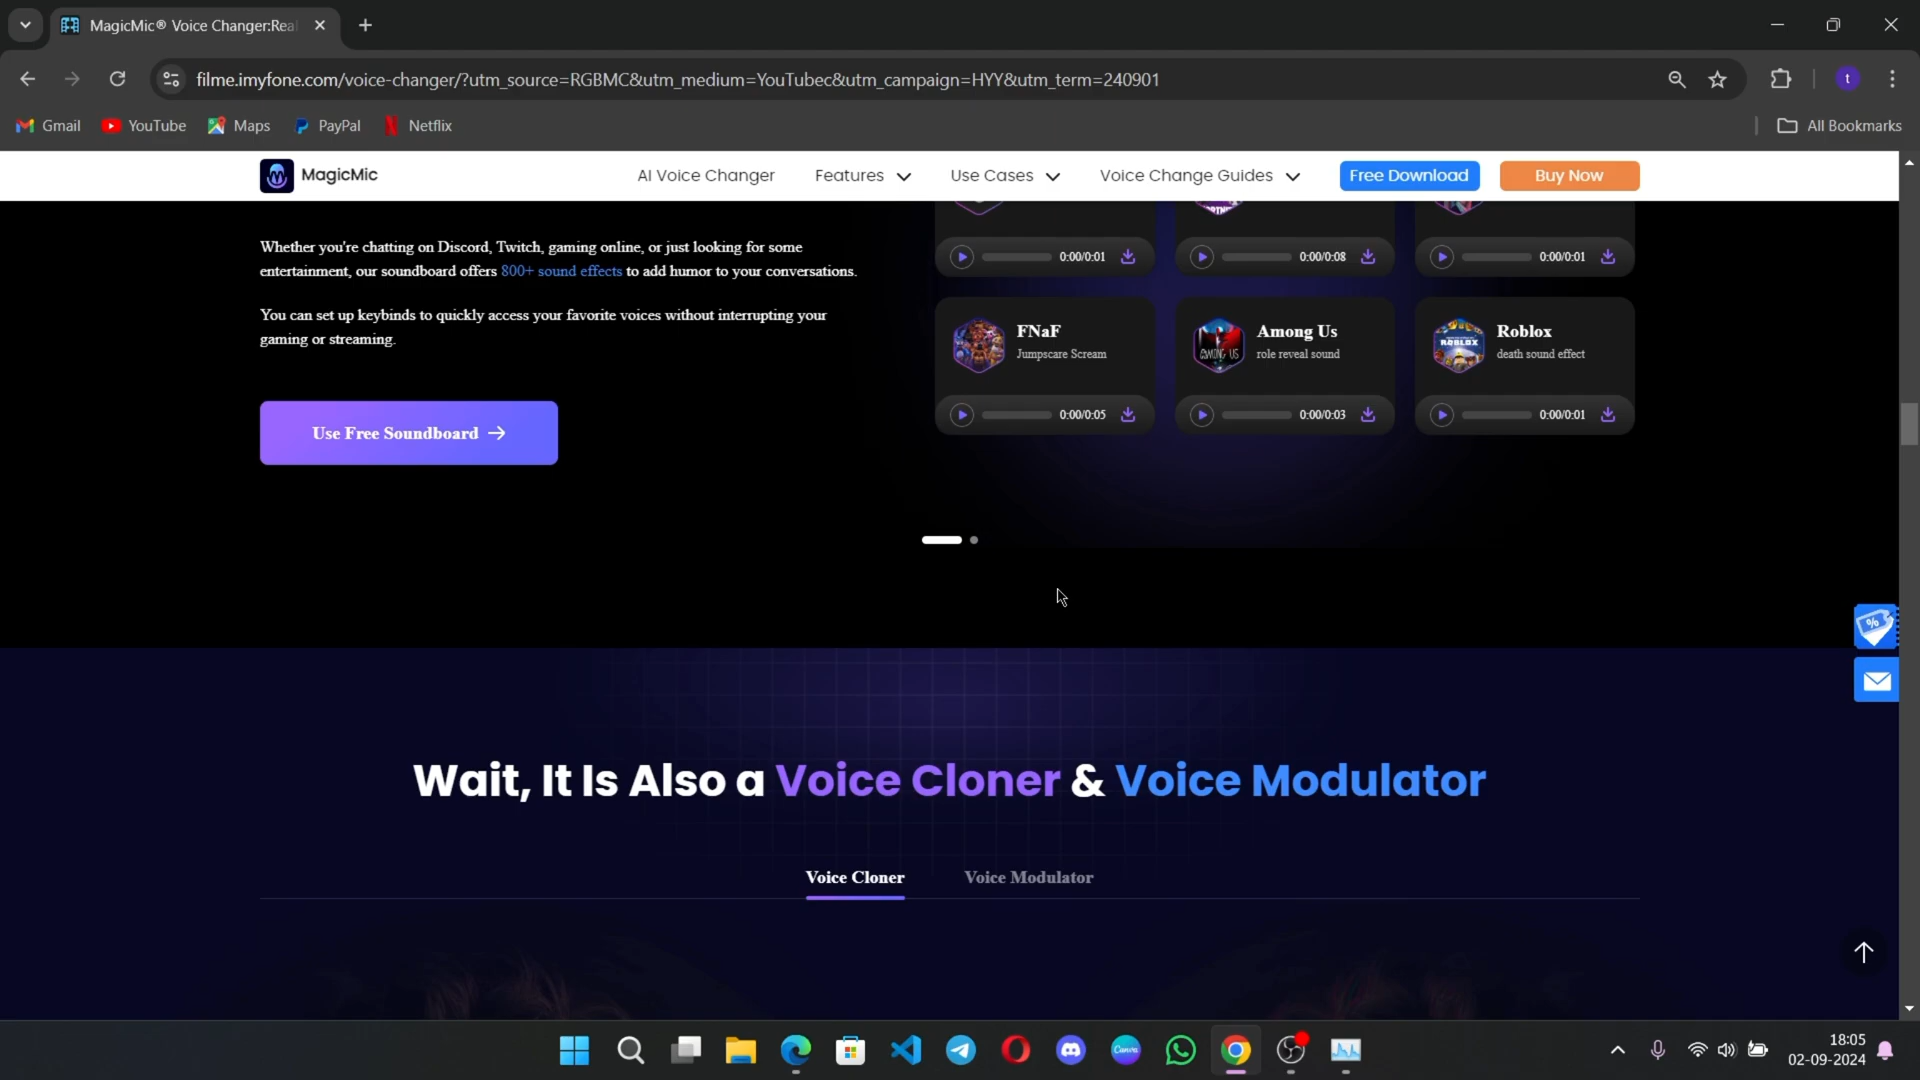 MagicMic® Voice Changer:Rea
filme.imyfone.com/voice-changer/?utm_source=RGBMC&utm_medium=YouTubec&utm_campaign=HYY&utm_term=240901
t
Gmail
YouTube
Maps
PayPal
Netflix
All Bookmarks
MagicMic
AI Voice Changer
Features
Use Cases
Voice Change Guides
Free Download
Buy Now
Whether you're chatting on Discord, Twitch, gaming online, or just looking for some
entertainment, our soundboard offers 800+ sound effects to add humor to your conversations.
You can set up keybinds to quickly access your favorite voices without interrupting your
gaming or streaming.
Use Free Soundboard
0:00/0:01
0:00/0:08
0:00/0:01
FNaF
Jumpscare Scream
0:00/0:05
Among Us
role reveal sound
AMONG US
0:00/0:03
Roblox
death sound effect
ROBLOX
0:00/0:01
%
Wait, It Is Also a Voice Cloner & Voice Modulator
Voice Cloner
Voice Modulator
Canva
18:05
02-09-2024